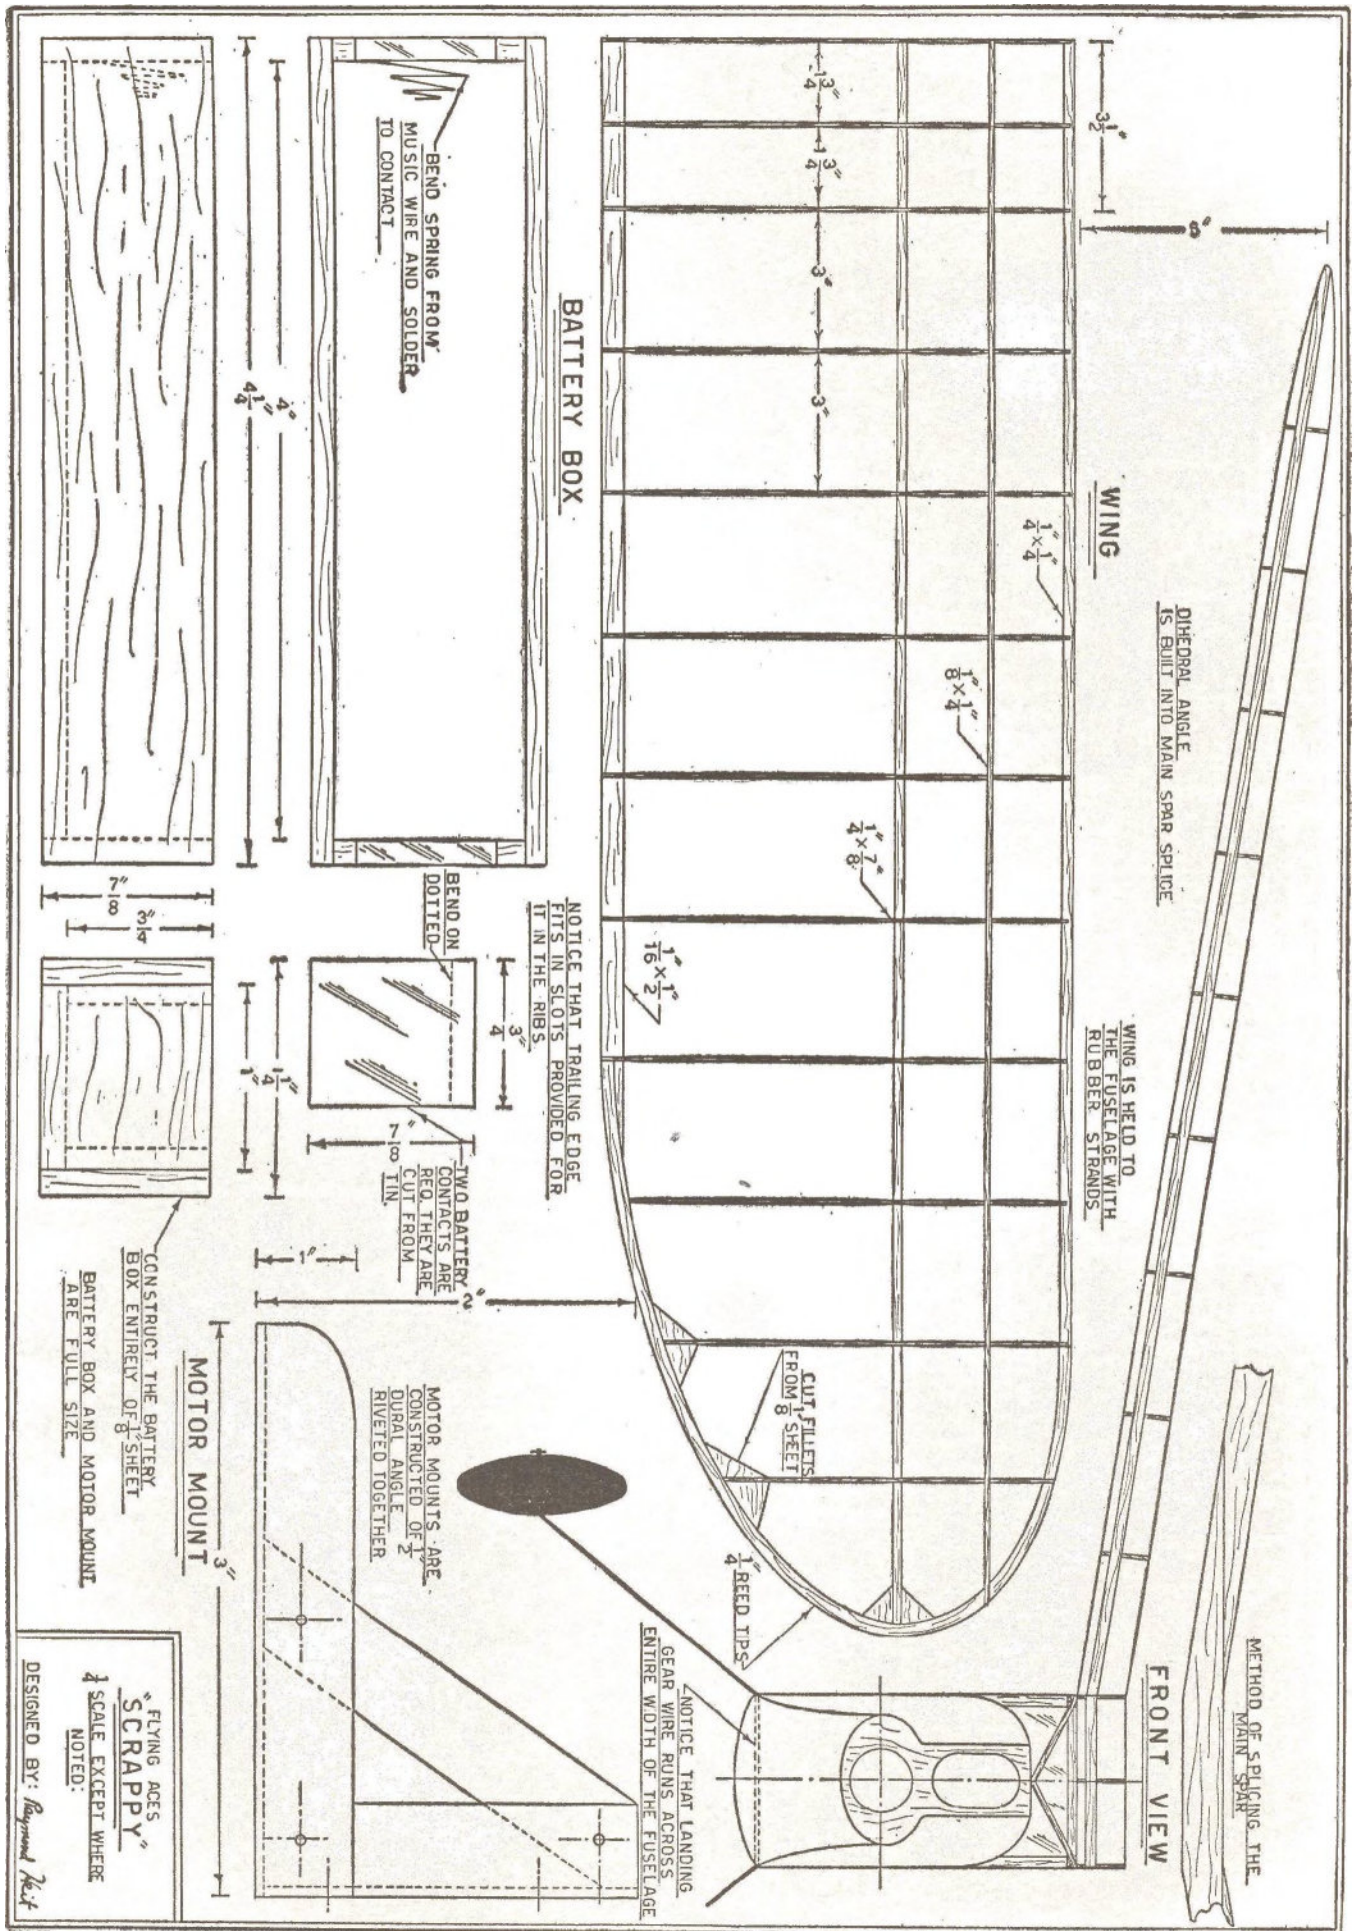 WING
1 3/4"
1 3/4"
3"
3"
3 1/2"
8"
1/4" x 1/4"
1/8" x 1/4"
1/4" x 7/8"
1/16" x 1/2"
DIHEDRAL ANGLE
IS BUILT INTO MAIN SPAR SPLICE
WING IS HELD TO
THE FUSELAGE WITH
RUBBER STRANDS
METHOD OF SPLICING THE
MAIN SPAR
FRONT VIEW
CUT FILLETS
FROM 1/8" SHEET
1/4" REED TIPS
NOTICE THAT LANDING
GEAR WIRE RUNS ACROSS
ENTIRE WIDTH OF THE FUSELAGE
NOTICE THAT TRAILING EDGE
FITS IN SLOTS PROVIDED FOR
IT IN THE RIBS
BATTERY BOX
BEND SPRING FROM
MUSIC WIRE AND SOLDER
TO CONTACT
4"
4 1/4"
7/8"
3/4"
BEND ON
DOTTED
3/4"
7/8"
1"
1 1/4"
TWO BATTERY
CONTACTS ARE
REQ. THEY ARE
CUT FROM
TIN
CONSTRUCT THE BATTERY
BOX ENTIRELY OF 1/8" SHEET
BATTERY BOX AND MOTOR MOUNT
ARE FULL SIZE
MOTOR MOUNT
1"
2"
3"
MOTOR MOUNTS ARE
CONSTRUCTED OF 1/2"
DURAL ANGLE
RIVETED TOGETHER
"FLYING ACES
"SCRAPPY"
1/4 SCALE EXCEPT WHERE
NOTED:
DESIGNED BY: Raymond